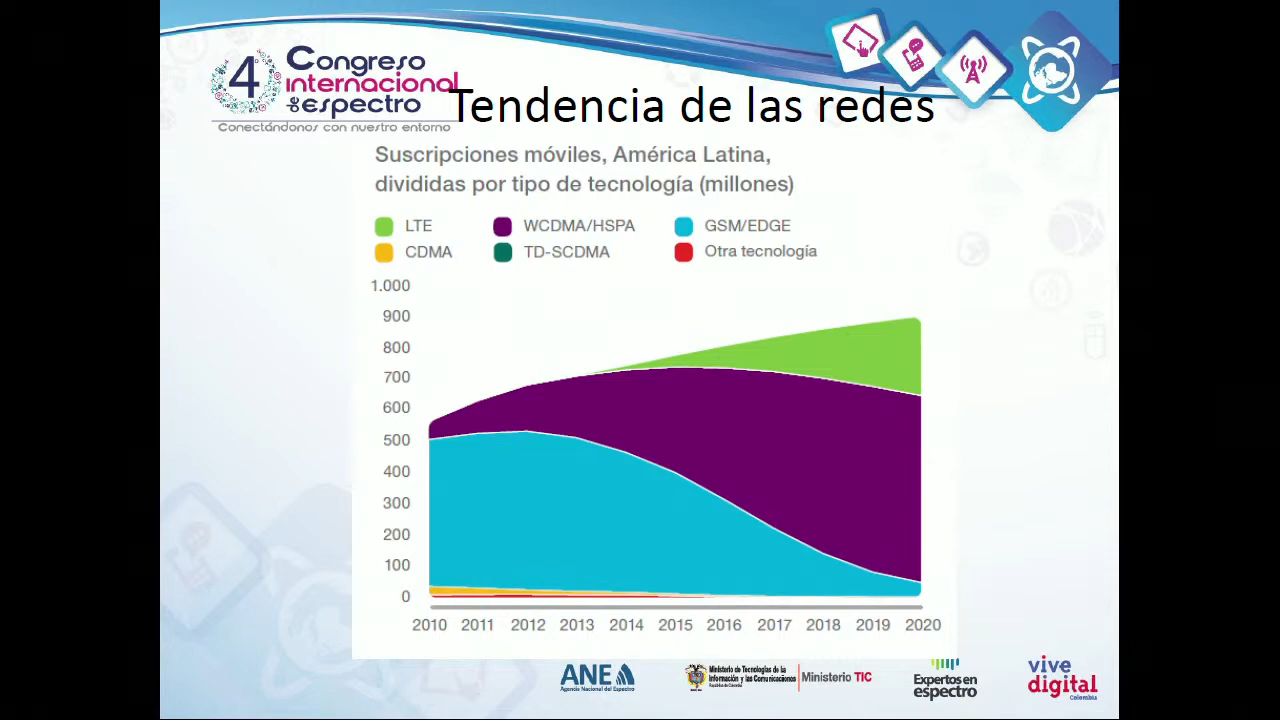 4°
Congreso
internacional
de espectro
Conectándonos con nuestro entorno
Tendencia de las redes
Suscripciones móviles, América Latina,
divididas por tipo de tecnología (millones)
LTE WCDMA/HSPA GSM/EDGE
CDMA TD-SCDMA Otra tecnología
1.000
900
800
700
600
500
400
300
200
100
0
2010 2011 2012 2013 2014 2015 2016 2017 2018 2019 2020
ANE
Agencia Nacional del Espectro
Ministerio de Tecnologías de la
Información y las Comunicaciones
República de Colombia
Ministerio TIC
Expertos en
espectro
vive
digital
Colombia